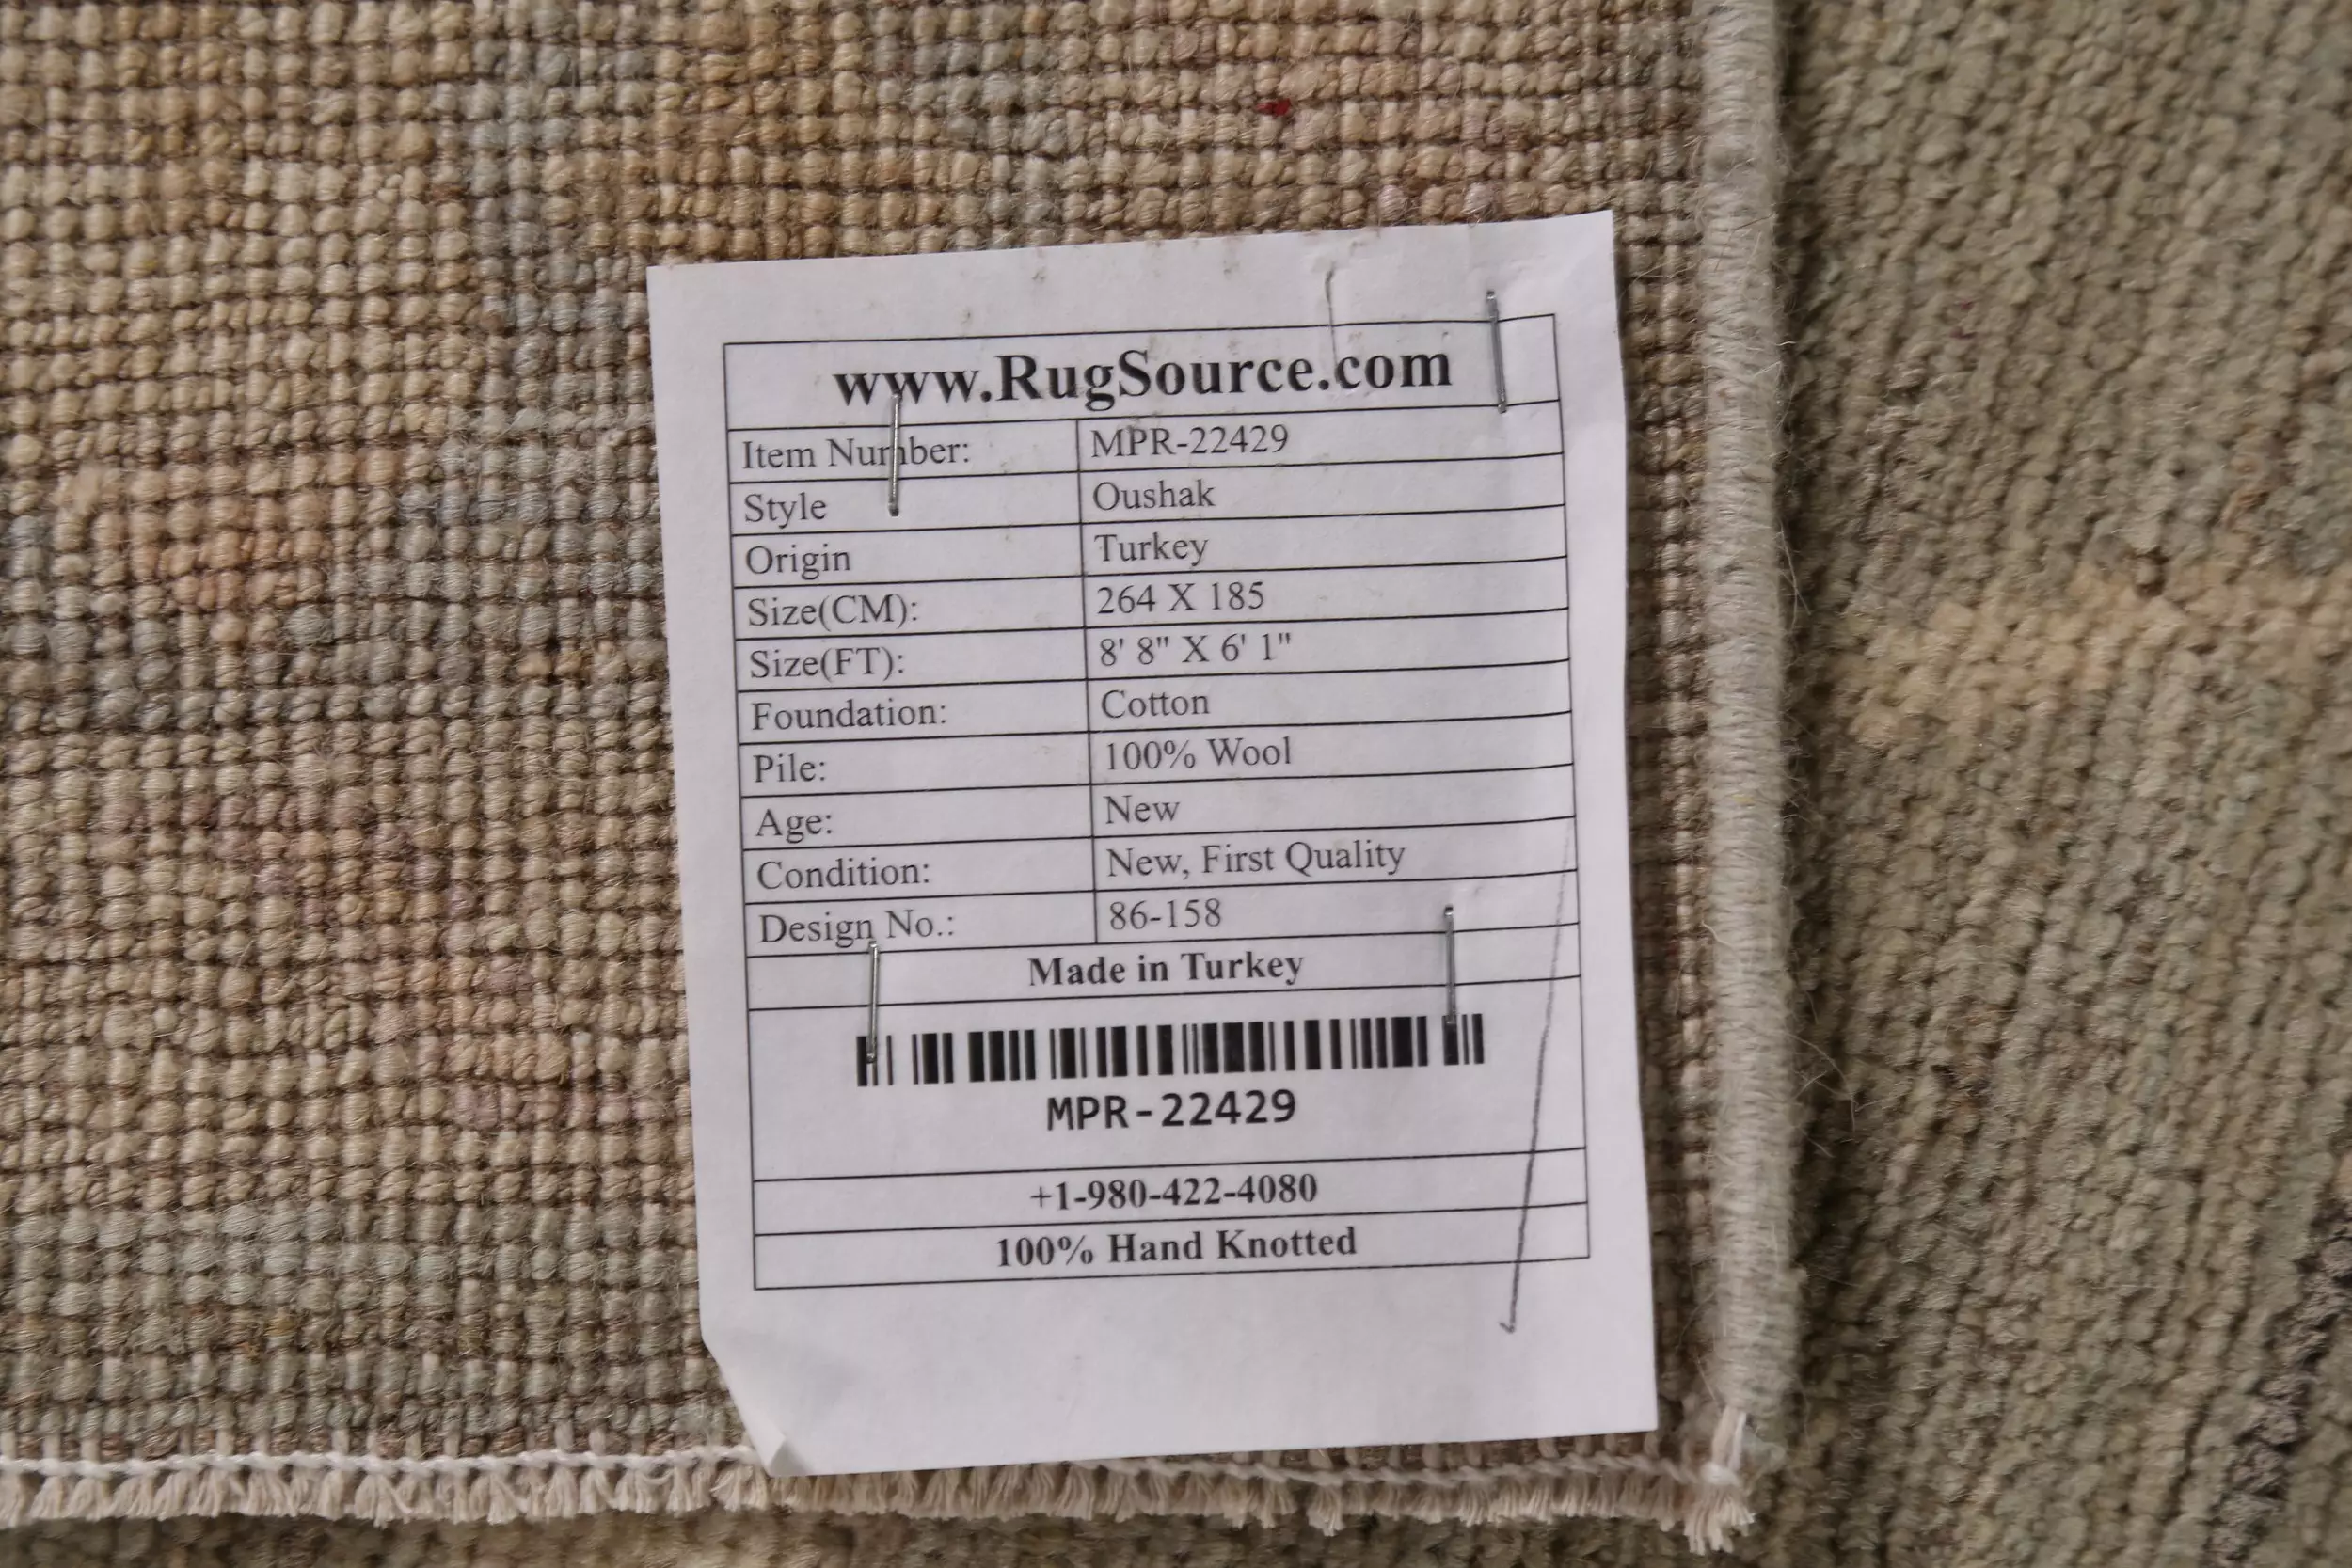 www.RugSource.com
Item Number: MPR-22429
Style Oushak
Origin Turkey
Size(CM): 264 X 185
Size(FT): 8' 8" X 6' 1"
Foundation: Cotton
Pile: 100% Wool
Age: New
Condition: New, First Quality
Design No.: 86-158
Made in Turkey
MPR-22429
+1-980-422-4080
100% Hand Knotted